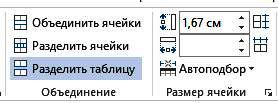 Объединить ячейки
Разделить ячейки
Разделить таблицу
Объединение
1,67 см
Автоподбор
Размер ячейки